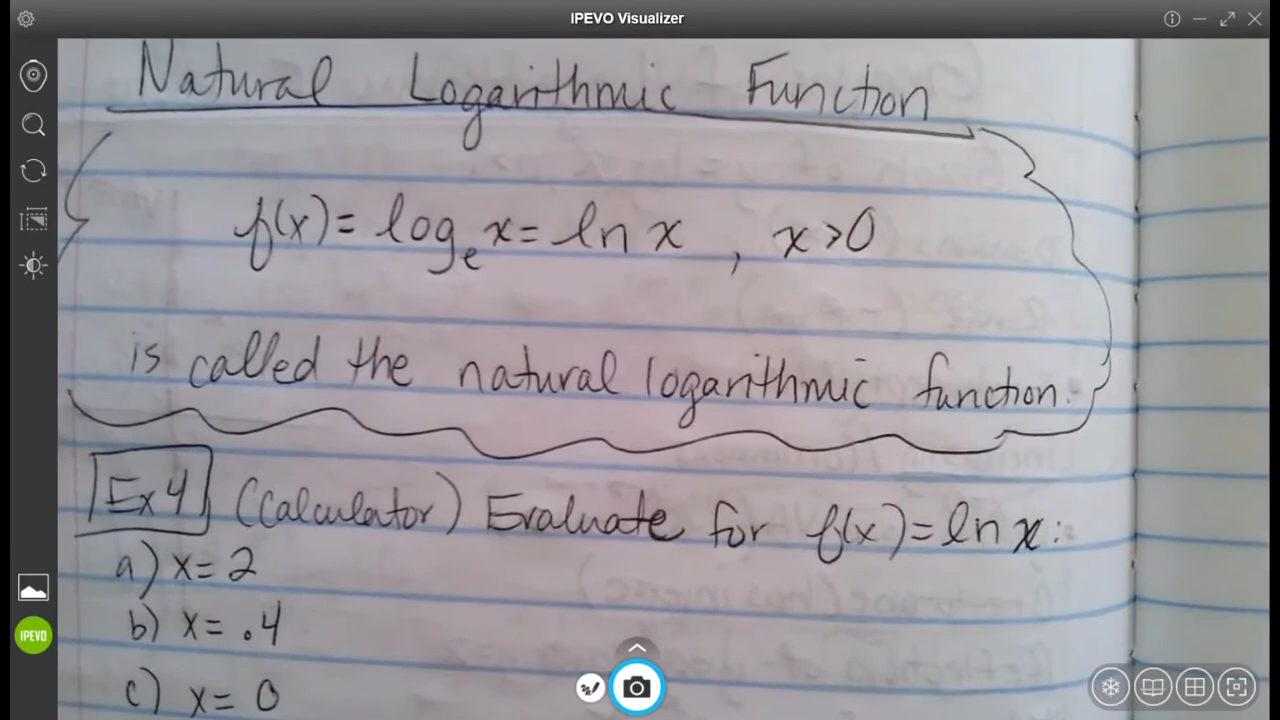 IPEVO Visualizer
Natural Logarithmic Function
f(x) = logₑ x = ln x , x > 0
is called the natural logarithmic function.
Ex 4 (Calculator) Evaluate for f(x) = ln x :
a) x = 2
b) x = .4
c) x = 0
IPEVO